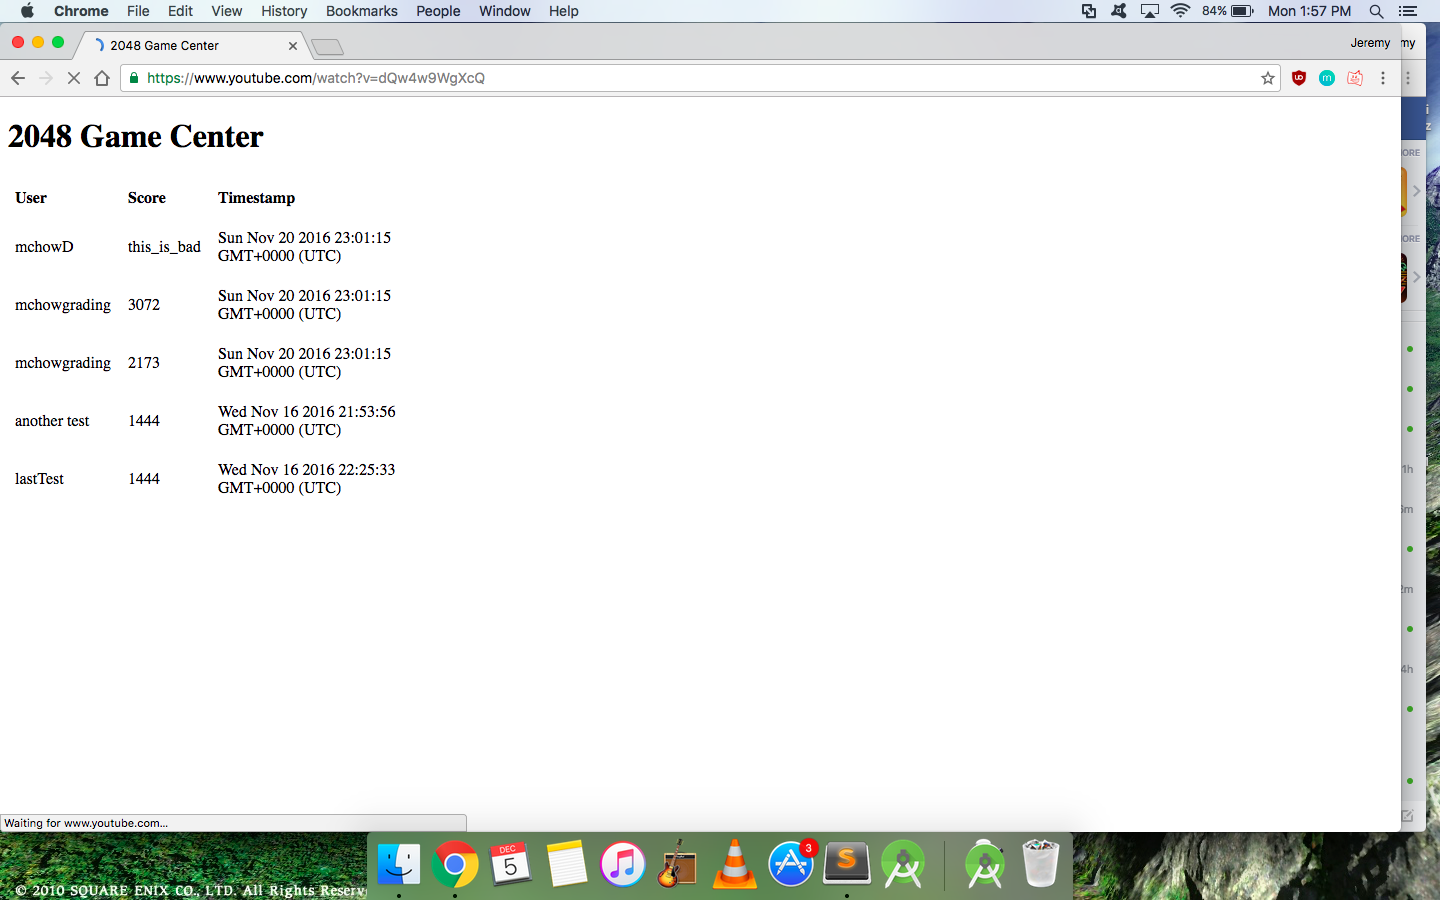 Chrome File Edit View History Bookmarks People Window Help 84% Mon 1:57 PM
2048 Game Center Jeremy my
https://www.youtube.com/watch?v=dQw4w9WgXcQ
2048 Game Center
User Score Timestamp
mchowD this_is_bad Sun Nov 20 2016 23:01:15
GMT+0000 (UTC)
mchowgrading 3072 Sun Nov 20 2016 23:01:15
GMT+0000 (UTC)
mchowgrading 2173 Sun Nov 20 2016 23:01:15
GMT+0000 (UTC)
another test 1444 Wed Nov 16 2016 21:53:56
GMT+0000 (UTC)
lastTest 1444 Wed Nov 16 2016 22:25:33
GMT+0000 (UTC)
Waiting for www.youtube.com...
DEC
5
3
© 2010 SQUARE ENIX CO., LTD. All Rights Reserv